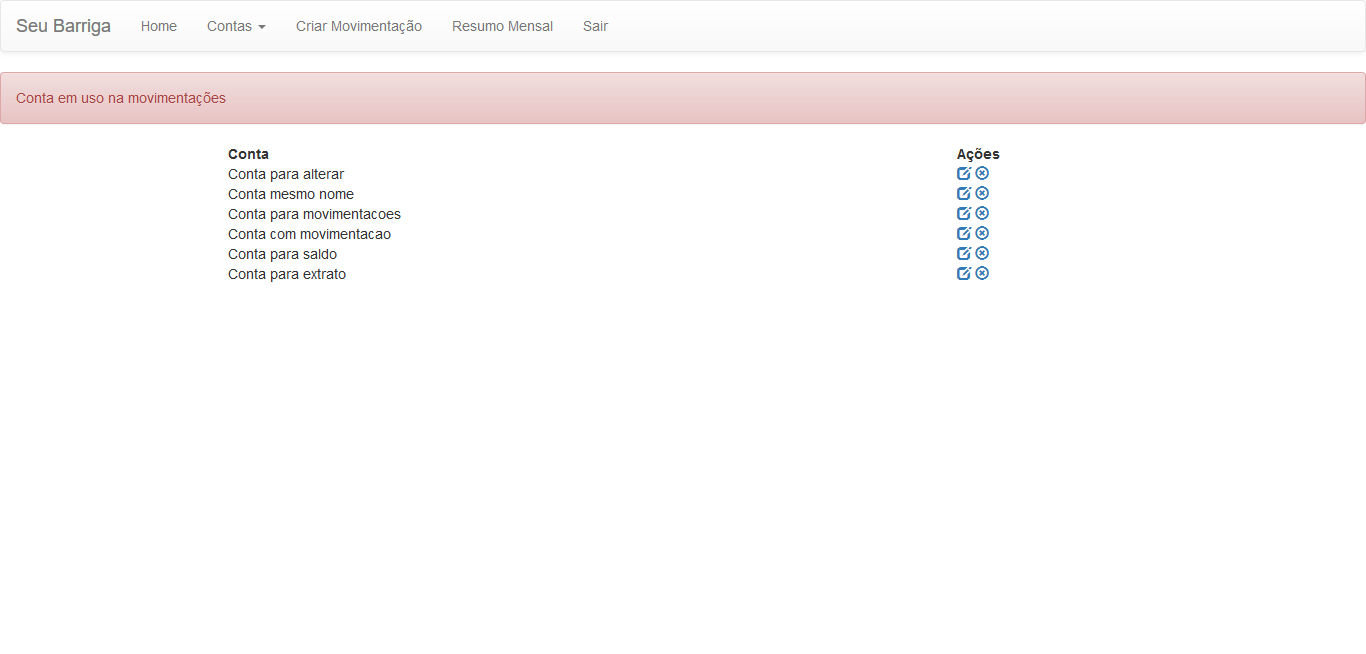 Seu Barriga Home Contas Criar Movimentação Resumo Mensal Sair
Conta em uso na movimentações
Conta Ações
Conta para alterar
Conta mesmo nome
Conta para movimentacoes
Conta com movimentacao
Conta para saldo
Conta para extrato